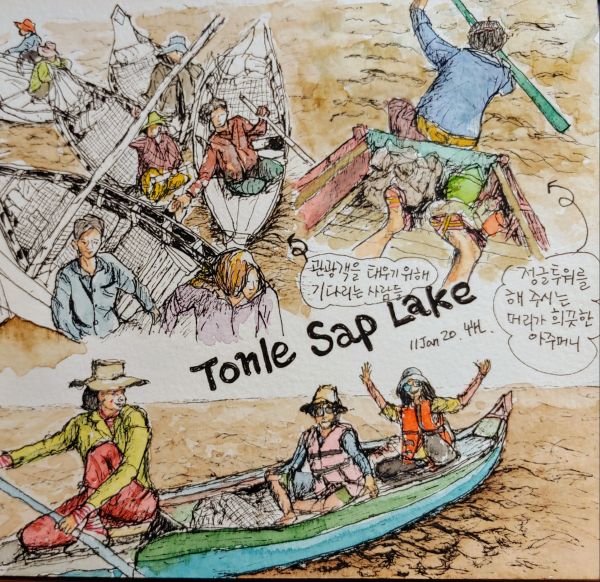 관광객을 태우기 위해
기다리는 사람들
정글투워를
해 주시는
머리가 희끗한
아주머니
Tonle Sap Lake
11 Jan 20.